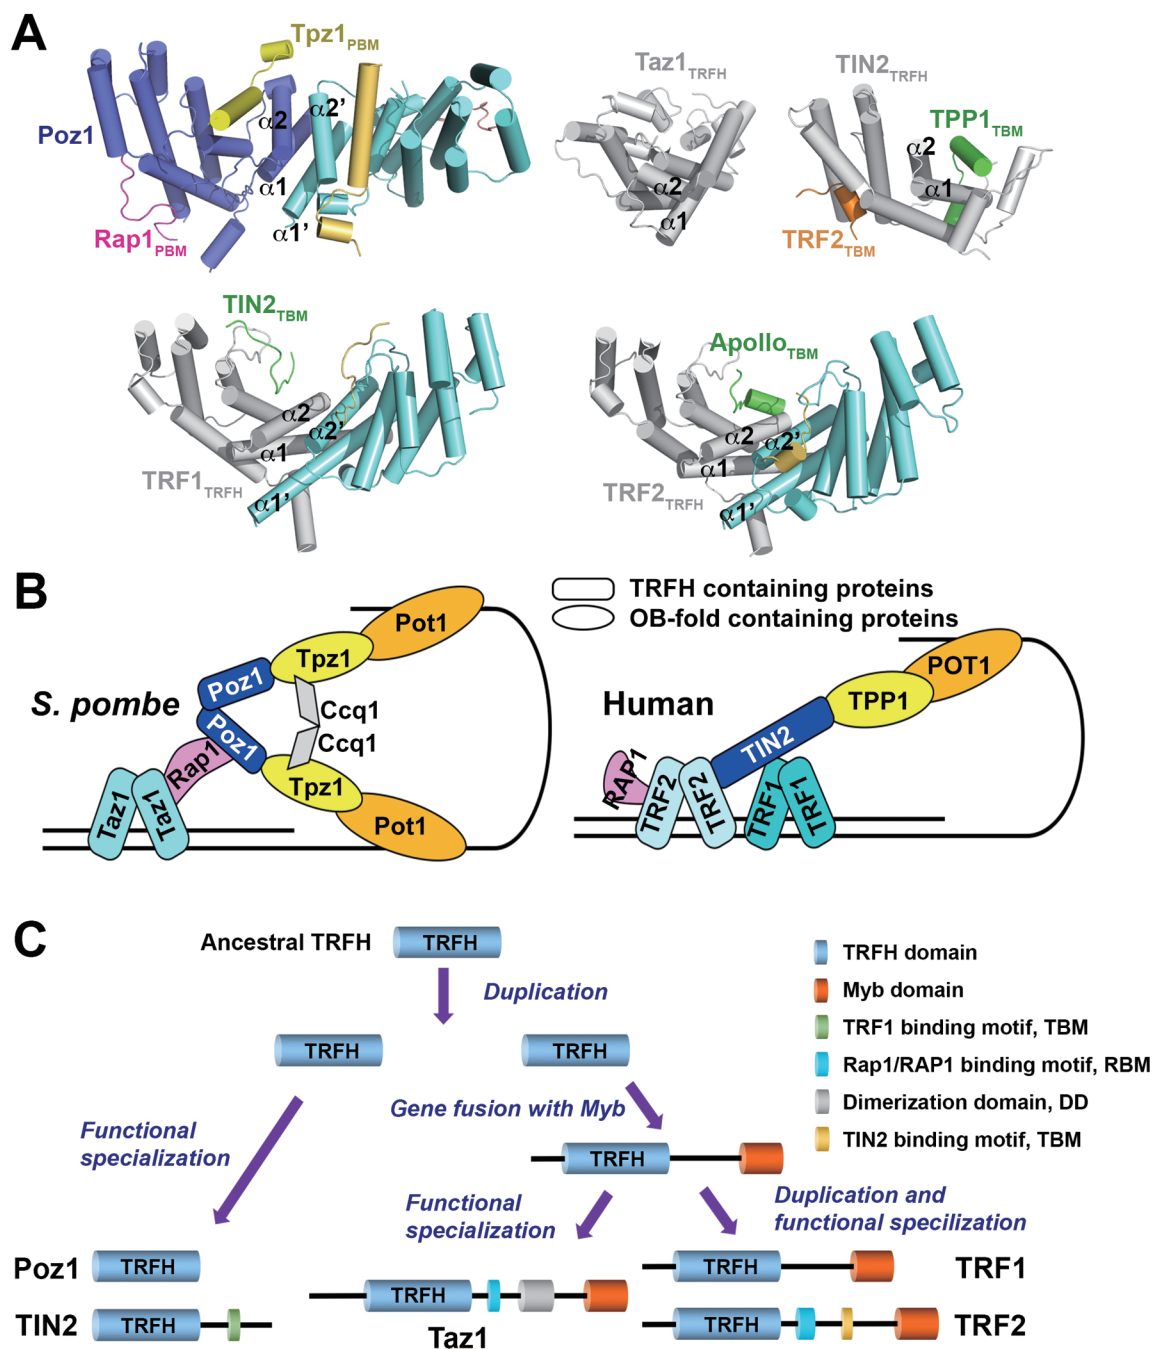 A
Tpz1PBM
Poz1
α2
α2’
α1
α1’
Rap1PBM
Taz1TRFH
α2
α1
TIN2TRFH
TPP1TBM
α2
α1
TRF2TBM
TIN2TBM
α2
α2’
α1
TRF1TRFH
α1’
ApolloTBM
α2
α2’
α1
TRF2TRFH
α1’
B
TRFH containing proteins
OB-fold containing proteins
S. pombe
Pot1
Tpz1
Poz1
Ccq1
Ccq1
Poz1
Rap1
Tpz1
Taz1
Taz1
Pot1
Human
POT1
TPP1
TIN2
RAP1
TRF2
TRF2
TRF1
TRF1
C
Ancestral TRFH
TRFH
Duplication
TRFH
TRFH
Gene fusion with Myb
Functional
specialization
TRFH
Functional
specialization
Duplication and
functional specilization
Poz1
TRFH
TIN2
TRFH
TRFH
Taz1
TRFH
TRF1
TRFH
TRF2
TRFH domain
Myb domain
TRF1 binding motif, TBM
Rap1/RAP1 binding motif, RBM
Dimerization domain, DD
TIN2 binding motif, TBM